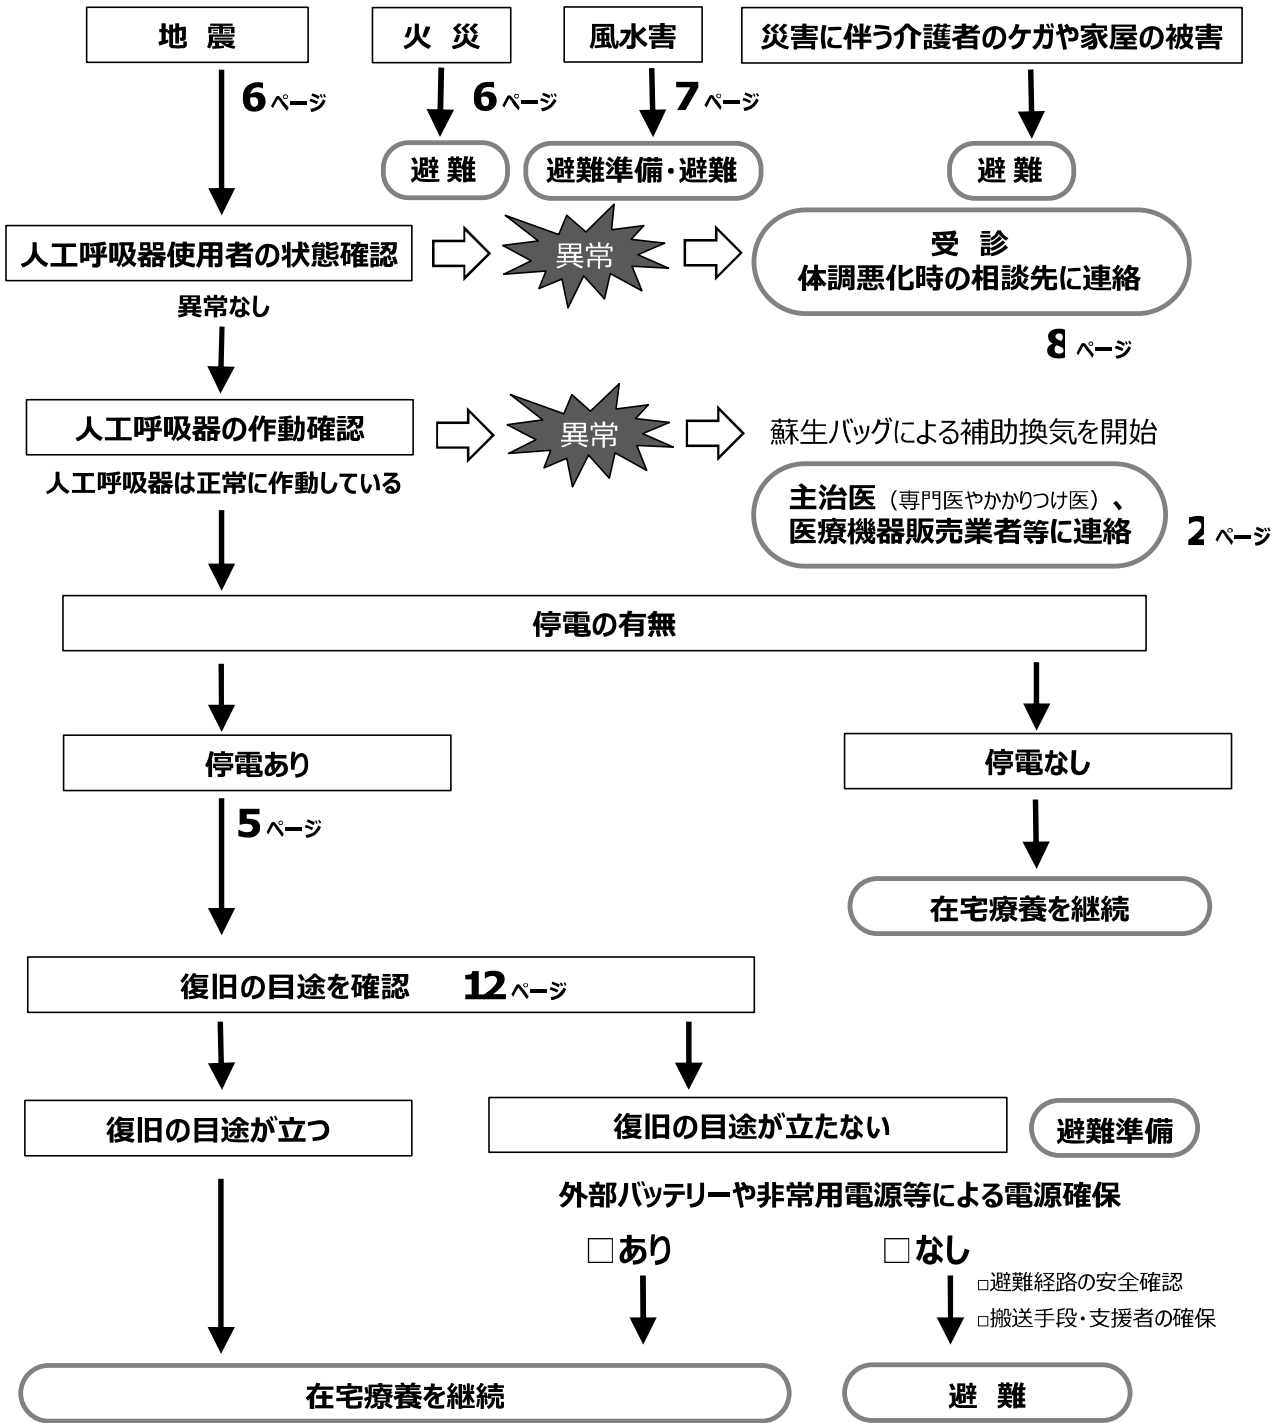 地 震
火 災
風水害
災害に伴う介護者のケガや家屋の被害
6ページ
6ページ
7ページ
避 難
避難準備・避難
避 難
人工呼吸器使用者の状態確認
異常
受 診
体調悪化時の相談先に連絡
異常なし
8ページ
人工呼吸器の作動確認
異常
蘇生バッグによる補助換気を開始
人工呼吸器は正常に作動している
主治医（専門医やかかりつけ医）、
医療機器販売業者等に連絡
2ページ
停電の有無
停電あり
停電なし
5ページ
在宅療養を継続
復旧の目途を確認 12ページ
復旧の目途が立つ
復旧の目途が立たない
避難準備
外部バッテリーや非常用電源等による電源確保
□あり
□なし
□避難経路の安全確認
□搬送手段・支援者の確保
在宅療養を継続
避 難